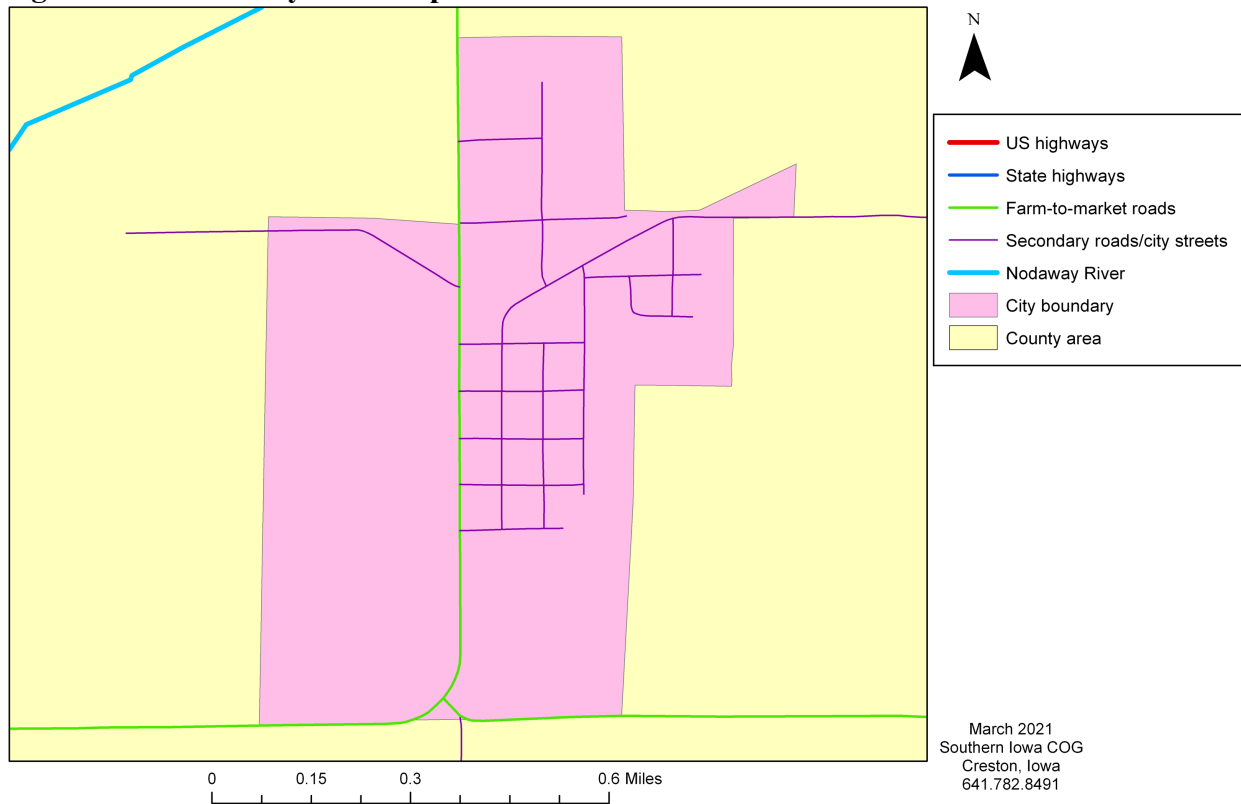 N
US highways
State highways
Farm-to-market roads
Secondary roads/city streets
Nodaway River
City boundary
County area
0 0.15 0.3 0.6 Miles
March 2021
Southern Iowa COG
Creston, Iowa
641.782.8491